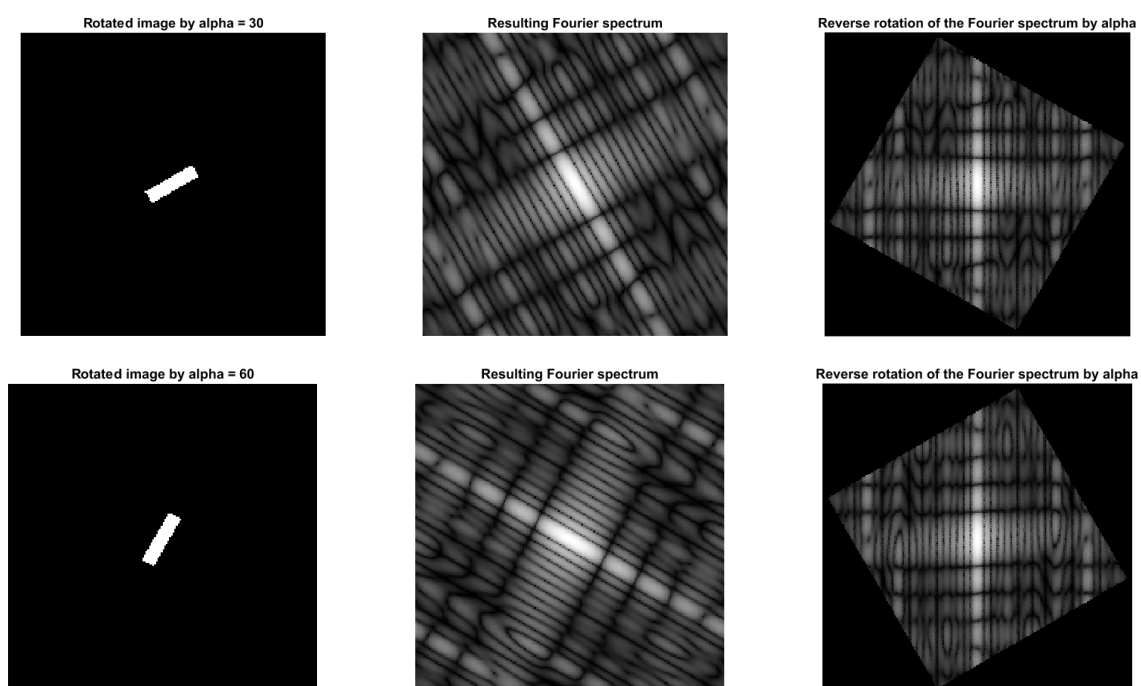 Rotated image by alpha = 30
Resulting Fourier spectrum
Reverse rotation of the Fourier spectrum by alpha
Rotated image by alpha = 60
Resulting Fourier spectrum
Reverse rotation of the Fourier spectrum by alpha